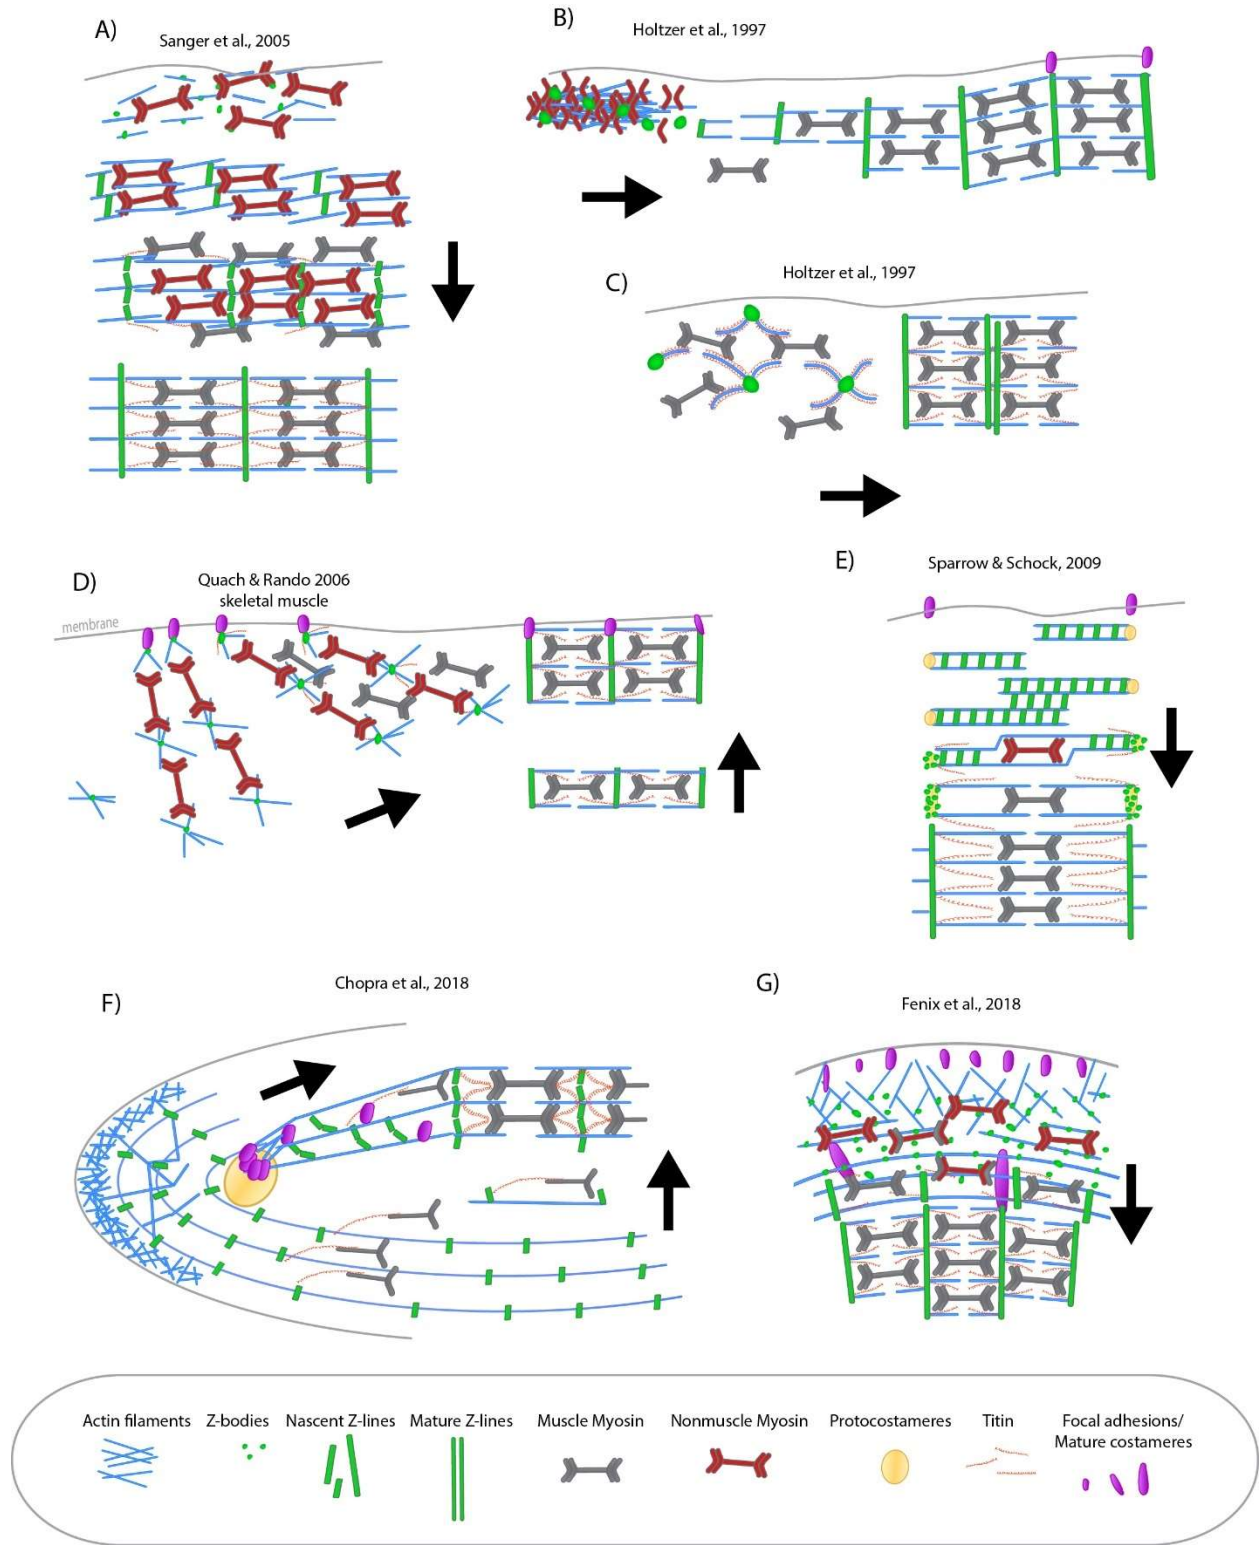 A)
Sanger et al., 2005
B)
Holtzer et al., 1997
C)
Holtzer et al., 1997
D)
Quach & Rando 2006
skeletal muscle
membrane
E)
Sparrow & Schock, 2009
F)
Chopra et al., 2018
G)
Fenix et al., 2018
Actin filaments
Z-bodies
Nascent Z-lines
Mature Z-lines
Muscle Myosin
Nonmuscle Myosin
Protocostameres
Titin
Focal adhesions/
Mature costameres